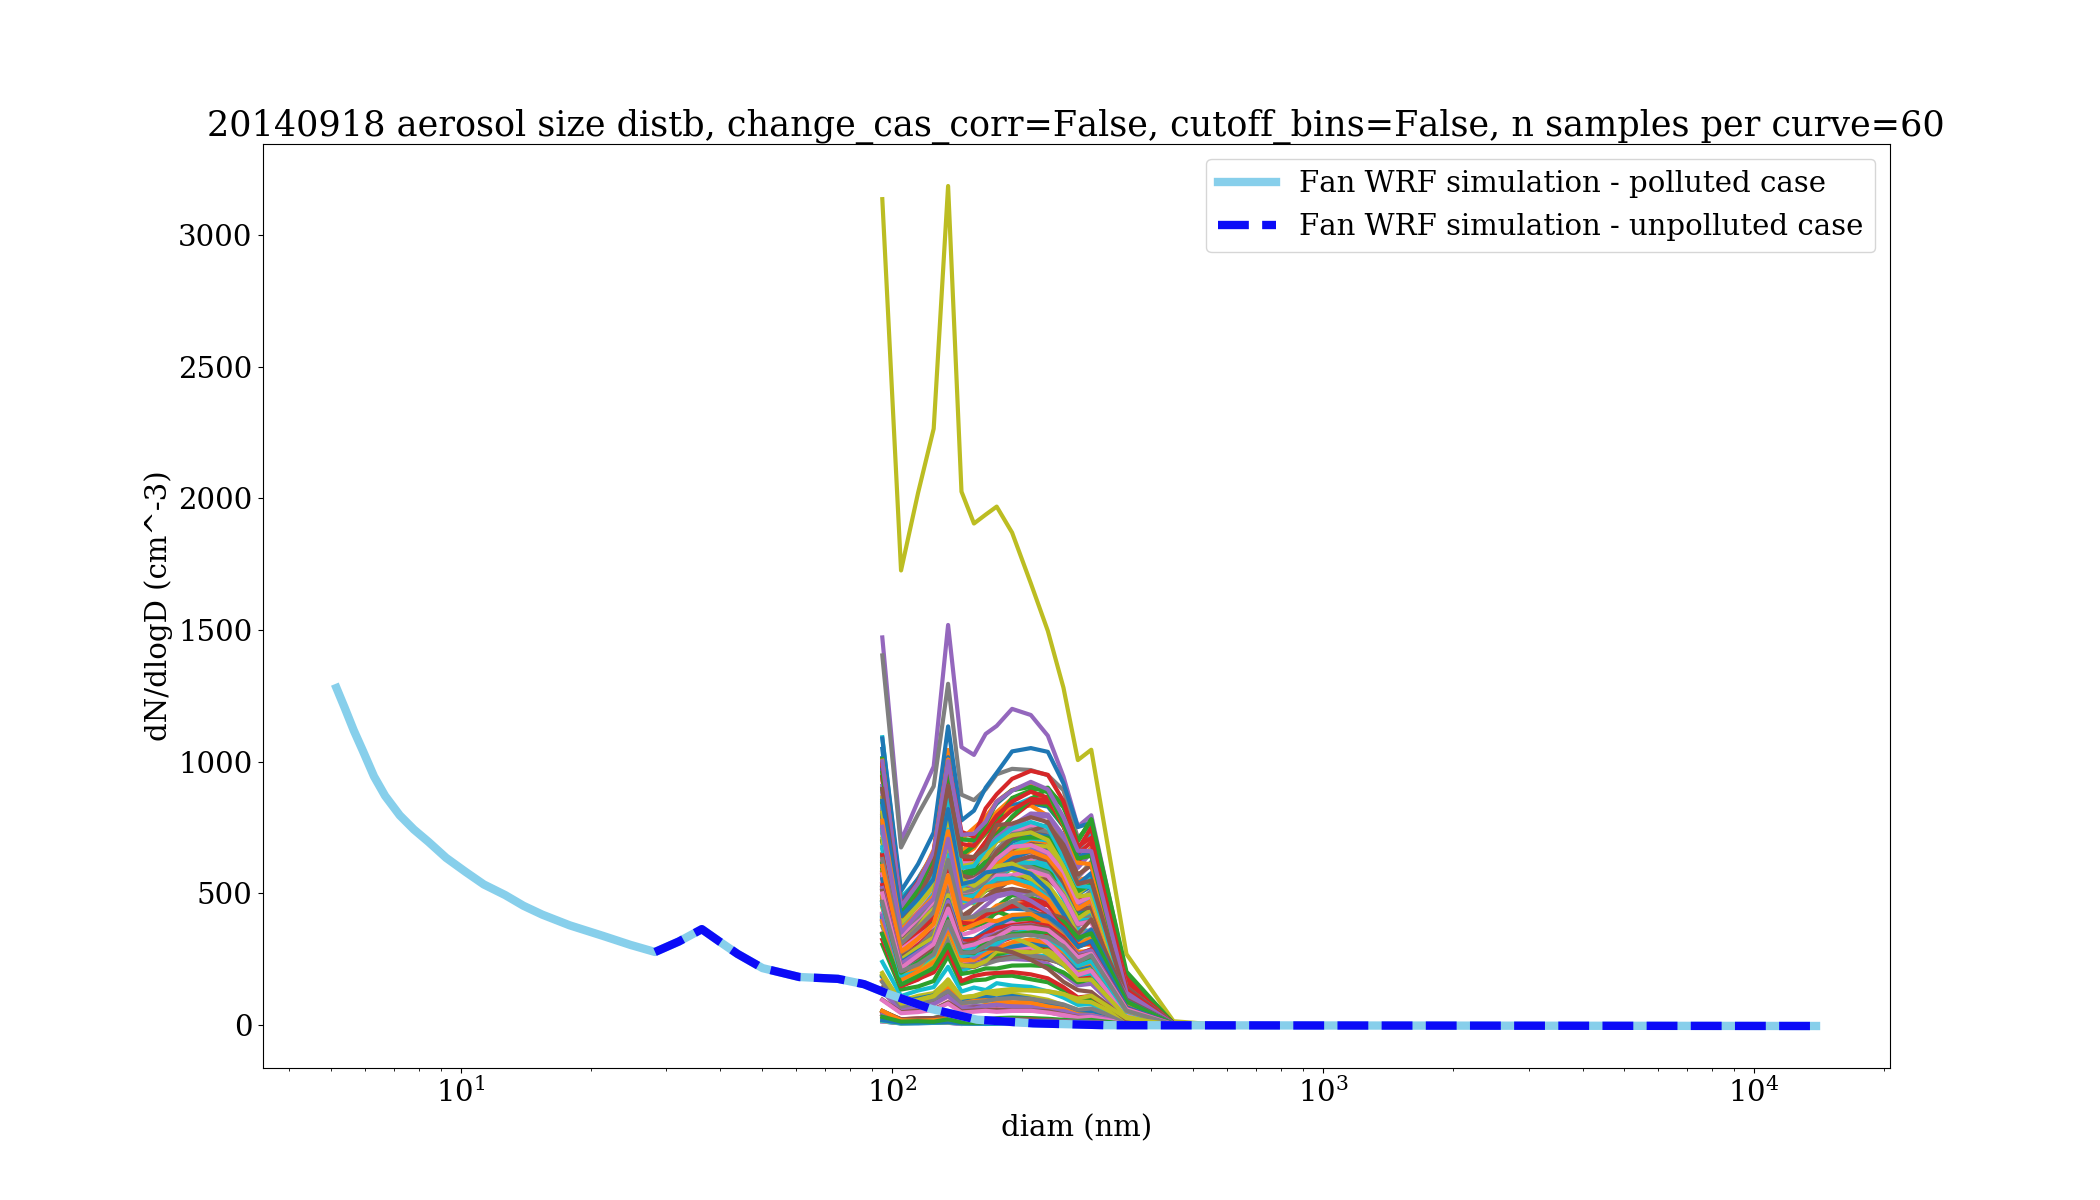 20140918 aerosol size distb, change_cas_corr=False, cutoff_bins=False, n samples per curve=60
Fan WRF simulation - polluted case
Fan WRF simulation - unpolluted case
3000
2500
2000
1500
1000
500
0
dN/dlogD (cm^-3)
10¹ 10² 10³ 10⁴
diam (nm)